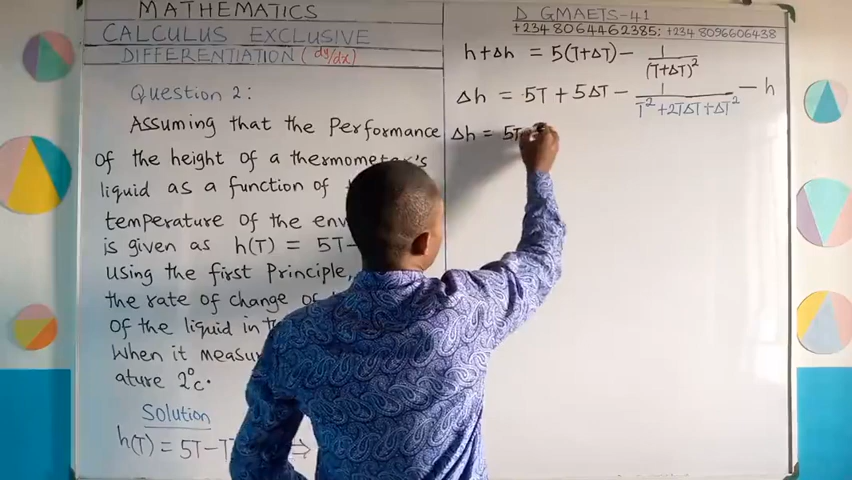 MATHEMATICS
CALCULUS EXCLUSIVE
DIFFERENTIATION (dy/dx)
Question 2:
Assuming that the Performance
of the height of a thermometer's
liquid as a function of
temperature of the
is given as h(T) = 5T-
Using the first Principle,
the rate of change of
of the liquid in
When it
ature 2°c.
Solution
h(T) = 5T-
⇒
D GMAETS-41
+234 8064462385; +234 8096606438
h+Δh = 5(T+ΔT) - 1/(T+ΔT)²
Δh = 5T + 5ΔT - 1/(T²+2TΔT+ΔT²) - h
Δh = 5T